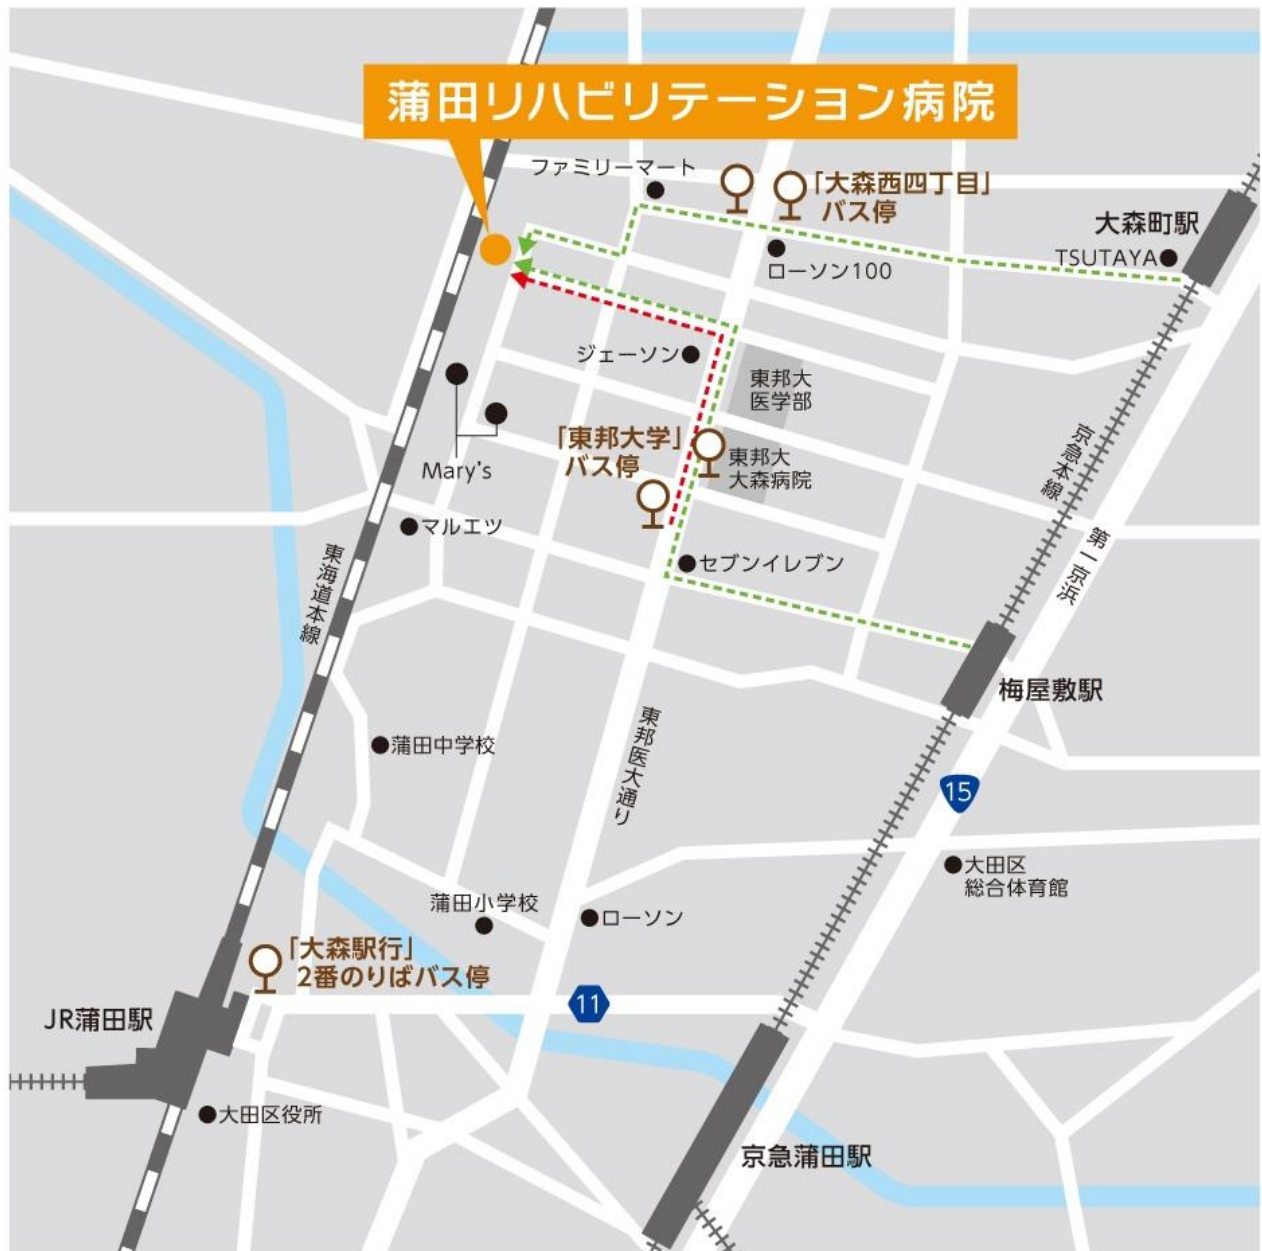 蒲田リハビリテーション病院
ファミリーマート
「大森西四丁目」
バス停
大森町駅
TSUTAYA
ローソン100
ジェーソン
東邦大
医学部
「東邦大学」
バス停
東邦大
大森病院
Mary's
京急本線
マルエツ
第一京浜
東海道本線
セブンイレブン
梅屋敷駅
東邦医大通り
蒲田中学校
15
大田区
総合体育館
蒲田小学校
ローソン
「大森駅行」
2番のりばバス停
11
JR蒲田駅
大田区役所
京急蒲田駅